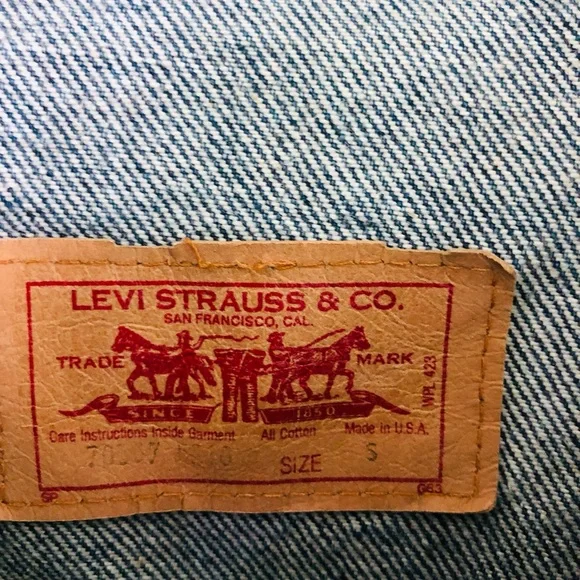 LEVI STRAUSS & CO.
SAN FRANCISCO, CAL.
TRADE MARK
WPL 423
SINCE 1850
Care Instructions Inside Garment All Cotton Made in U.S.A.
SIZE S
SP G63